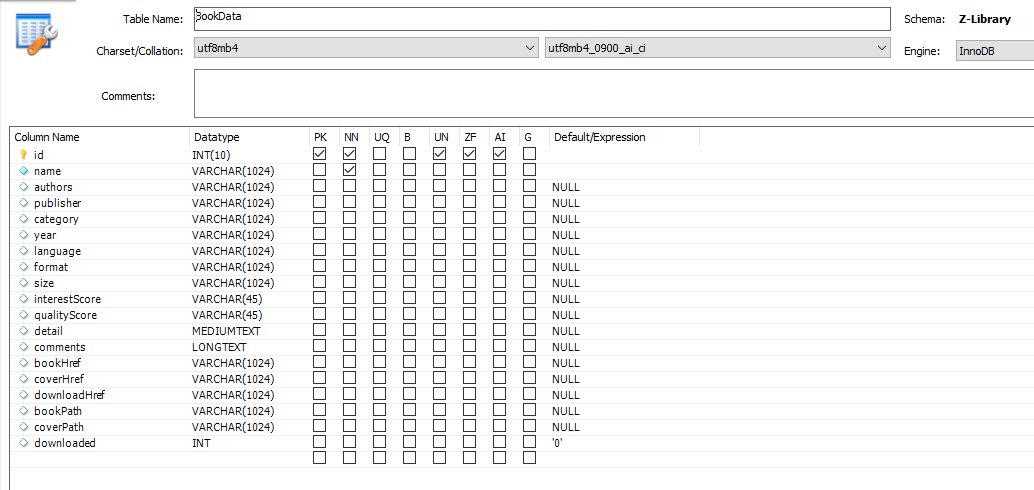 Table Name: BookData Schema: Z-Library
Charset/Collation: utf8mb4 utf8mb4_0900_ai_ci Engine: InnoDB
Comments:
Column Name Datatype PK NN UQ B UN ZF AI G Default/Expression
id INT(10)
name VARCHAR(1024)
authors VARCHAR(1024) NULL
publisher VARCHAR(1024) NULL
category VARCHAR(1024) NULL
year VARCHAR(1024) NULL
language VARCHAR(1024) NULL
format VARCHAR(1024) NULL
size VARCHAR(1024) NULL
interestScore VARCHAR(45) NULL
qualityScore VARCHAR(45) NULL
detail MEDIUMTEXT NULL
comments LONGTEXT NULL
bookHref VARCHAR(1024) NULL
coverHref VARCHAR(1024) NULL
downloadHref VARCHAR(1024) NULL
bookPath VARCHAR(1024) NULL
coverPath VARCHAR(1024) NULL
downloaded INT '0'